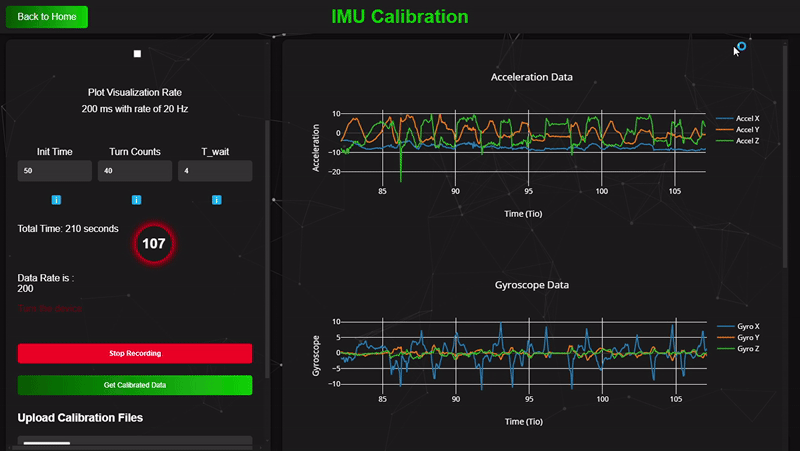 Back to Home
IMU Calibration
Plot Visualization Rate
200 ms with rate of 20 Hz
Init Time
Turn Counts
T_wait
50
40
4
i
i
i
Total Time: 210 seconds
107
Data Rate is :
200
Turn the device
Stop Recording
Get Calibrated Data
Upload Calibration Files
Acceleration Data
Acceleration
10
0
−10
−20
85
90
95
100
105
Time (Tio)
Accel X
Accel Y
Accel Z
Gyroscope Data
Gyroscope
10
5
0
−5
−10
85
90
95
100
105
Time (Tio)
Gyro X
Gyro Y
Gyro Z